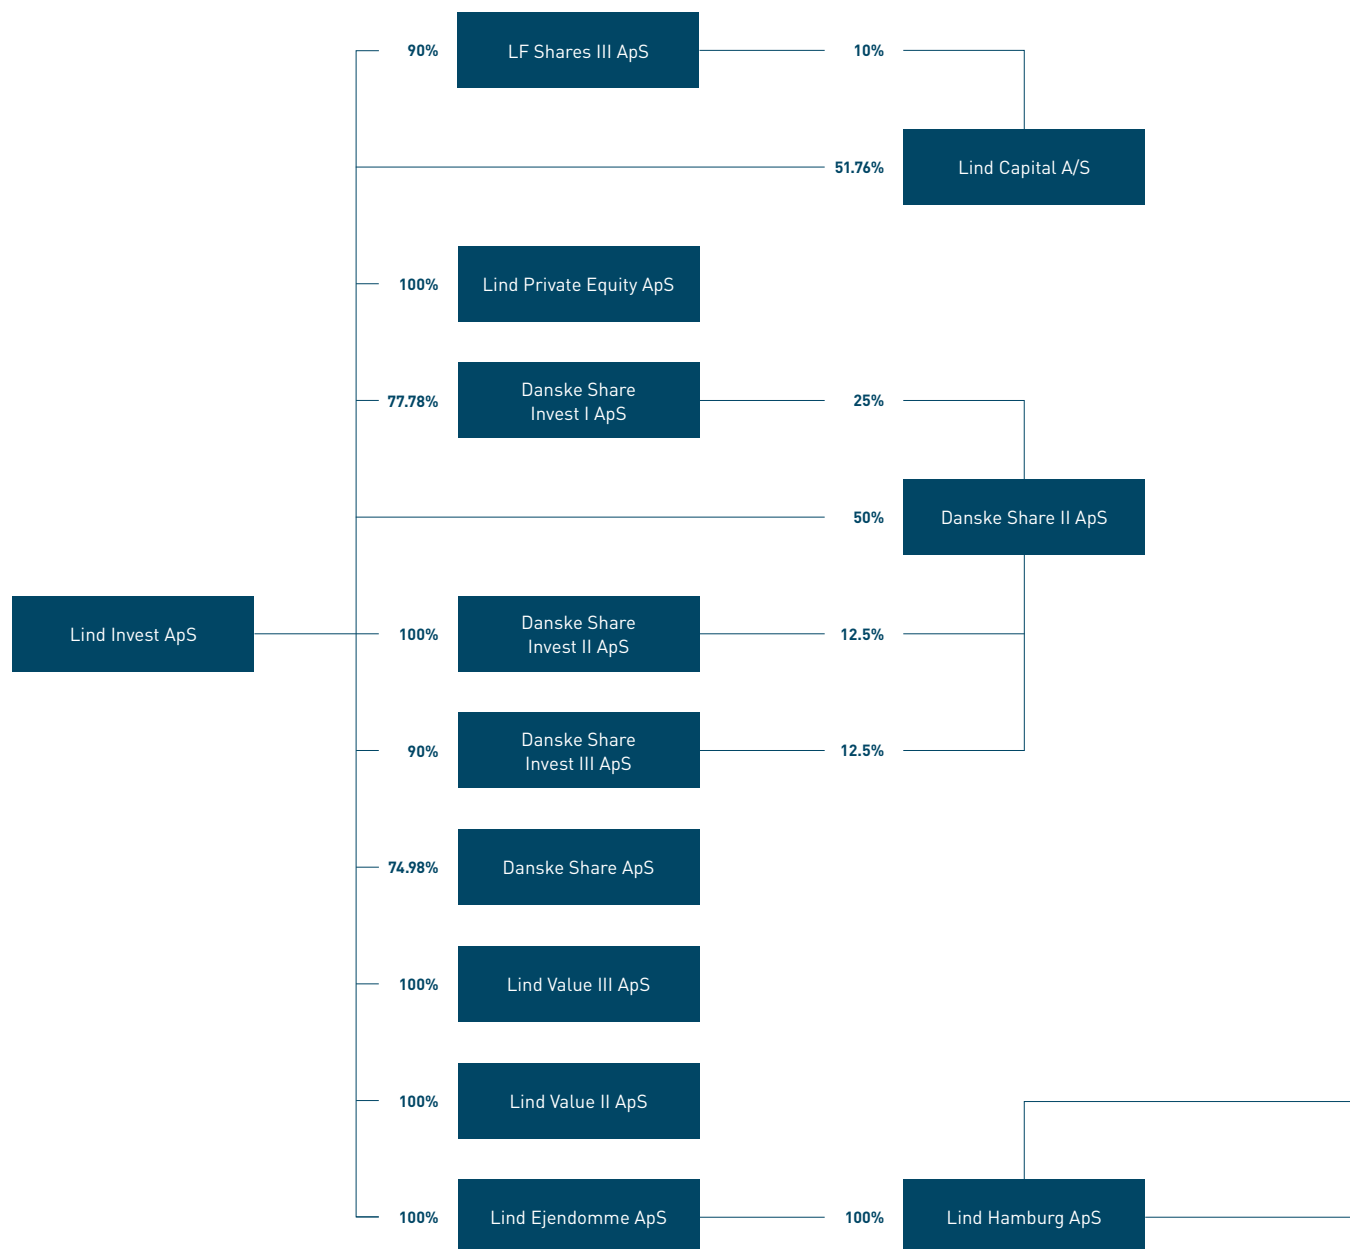 90%
LF Shares III ApS
10%
51.76%
Lind Capital A/S
100%
Lind Private Equity ApS
77.78%
Danske Share
Invest I ApS
25%
50%
Danske Share II ApS
Lind Invest ApS
100%
Danske Share
Invest II ApS
12.5%
90%
Danske Share
Invest III ApS
12.5%
74.98%
Danske Share ApS
100%
Lind Value III ApS
100%
Lind Value II ApS
100%
Lind Ejendomme ApS
100%
Lind Hamburg ApS